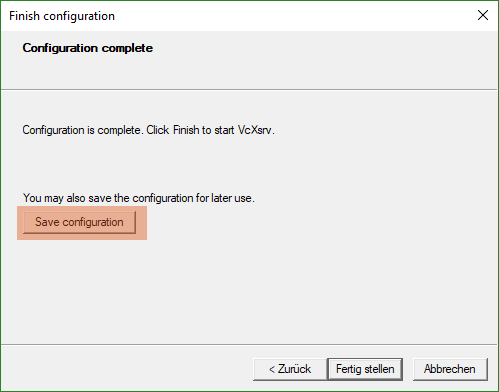 Finish configuration
Configuration complete
Configuration is complete. Click Finish to start VcXsrv.
You may also save the configuration for later use.
Save configuration
< Zurück Fertig stellen Abbrechen